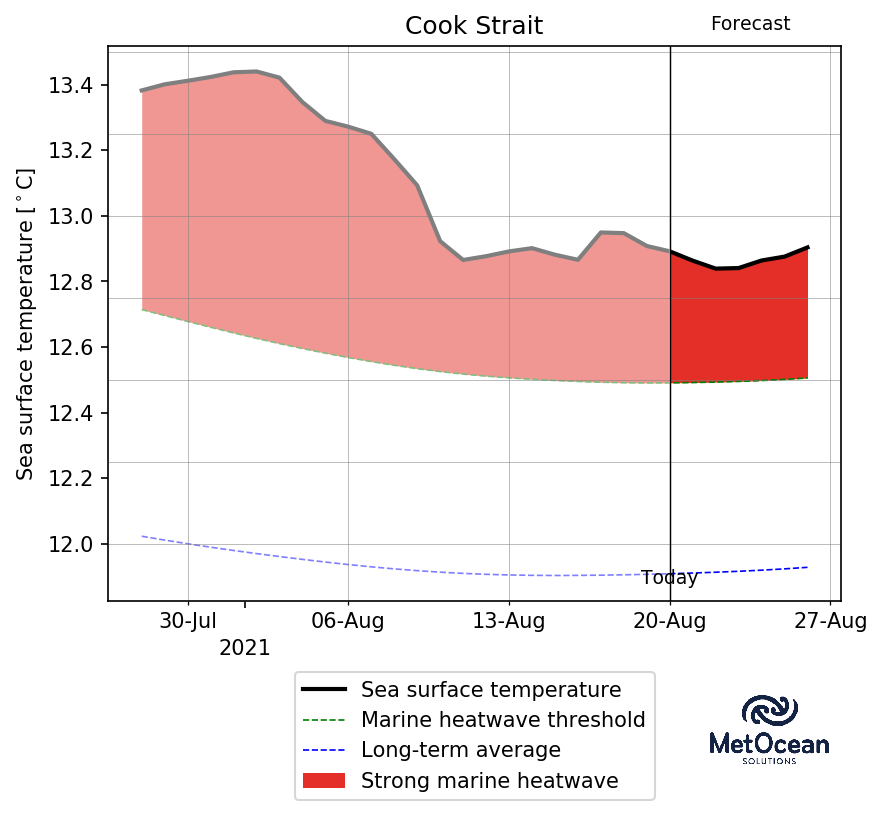 Cook Strait
Forecast
Sea surface temperature [°C]
13.4
13.2
13.0
12.8
12.6
12.4
12.2
12.0
Today
30-Jul 06-Aug 13-Aug 20-Aug 27-Aug
2021
Sea surface temperature
Marine heatwave threshold
Long-term average
Strong marine heatwave
MetOcean
SOLUTIONS